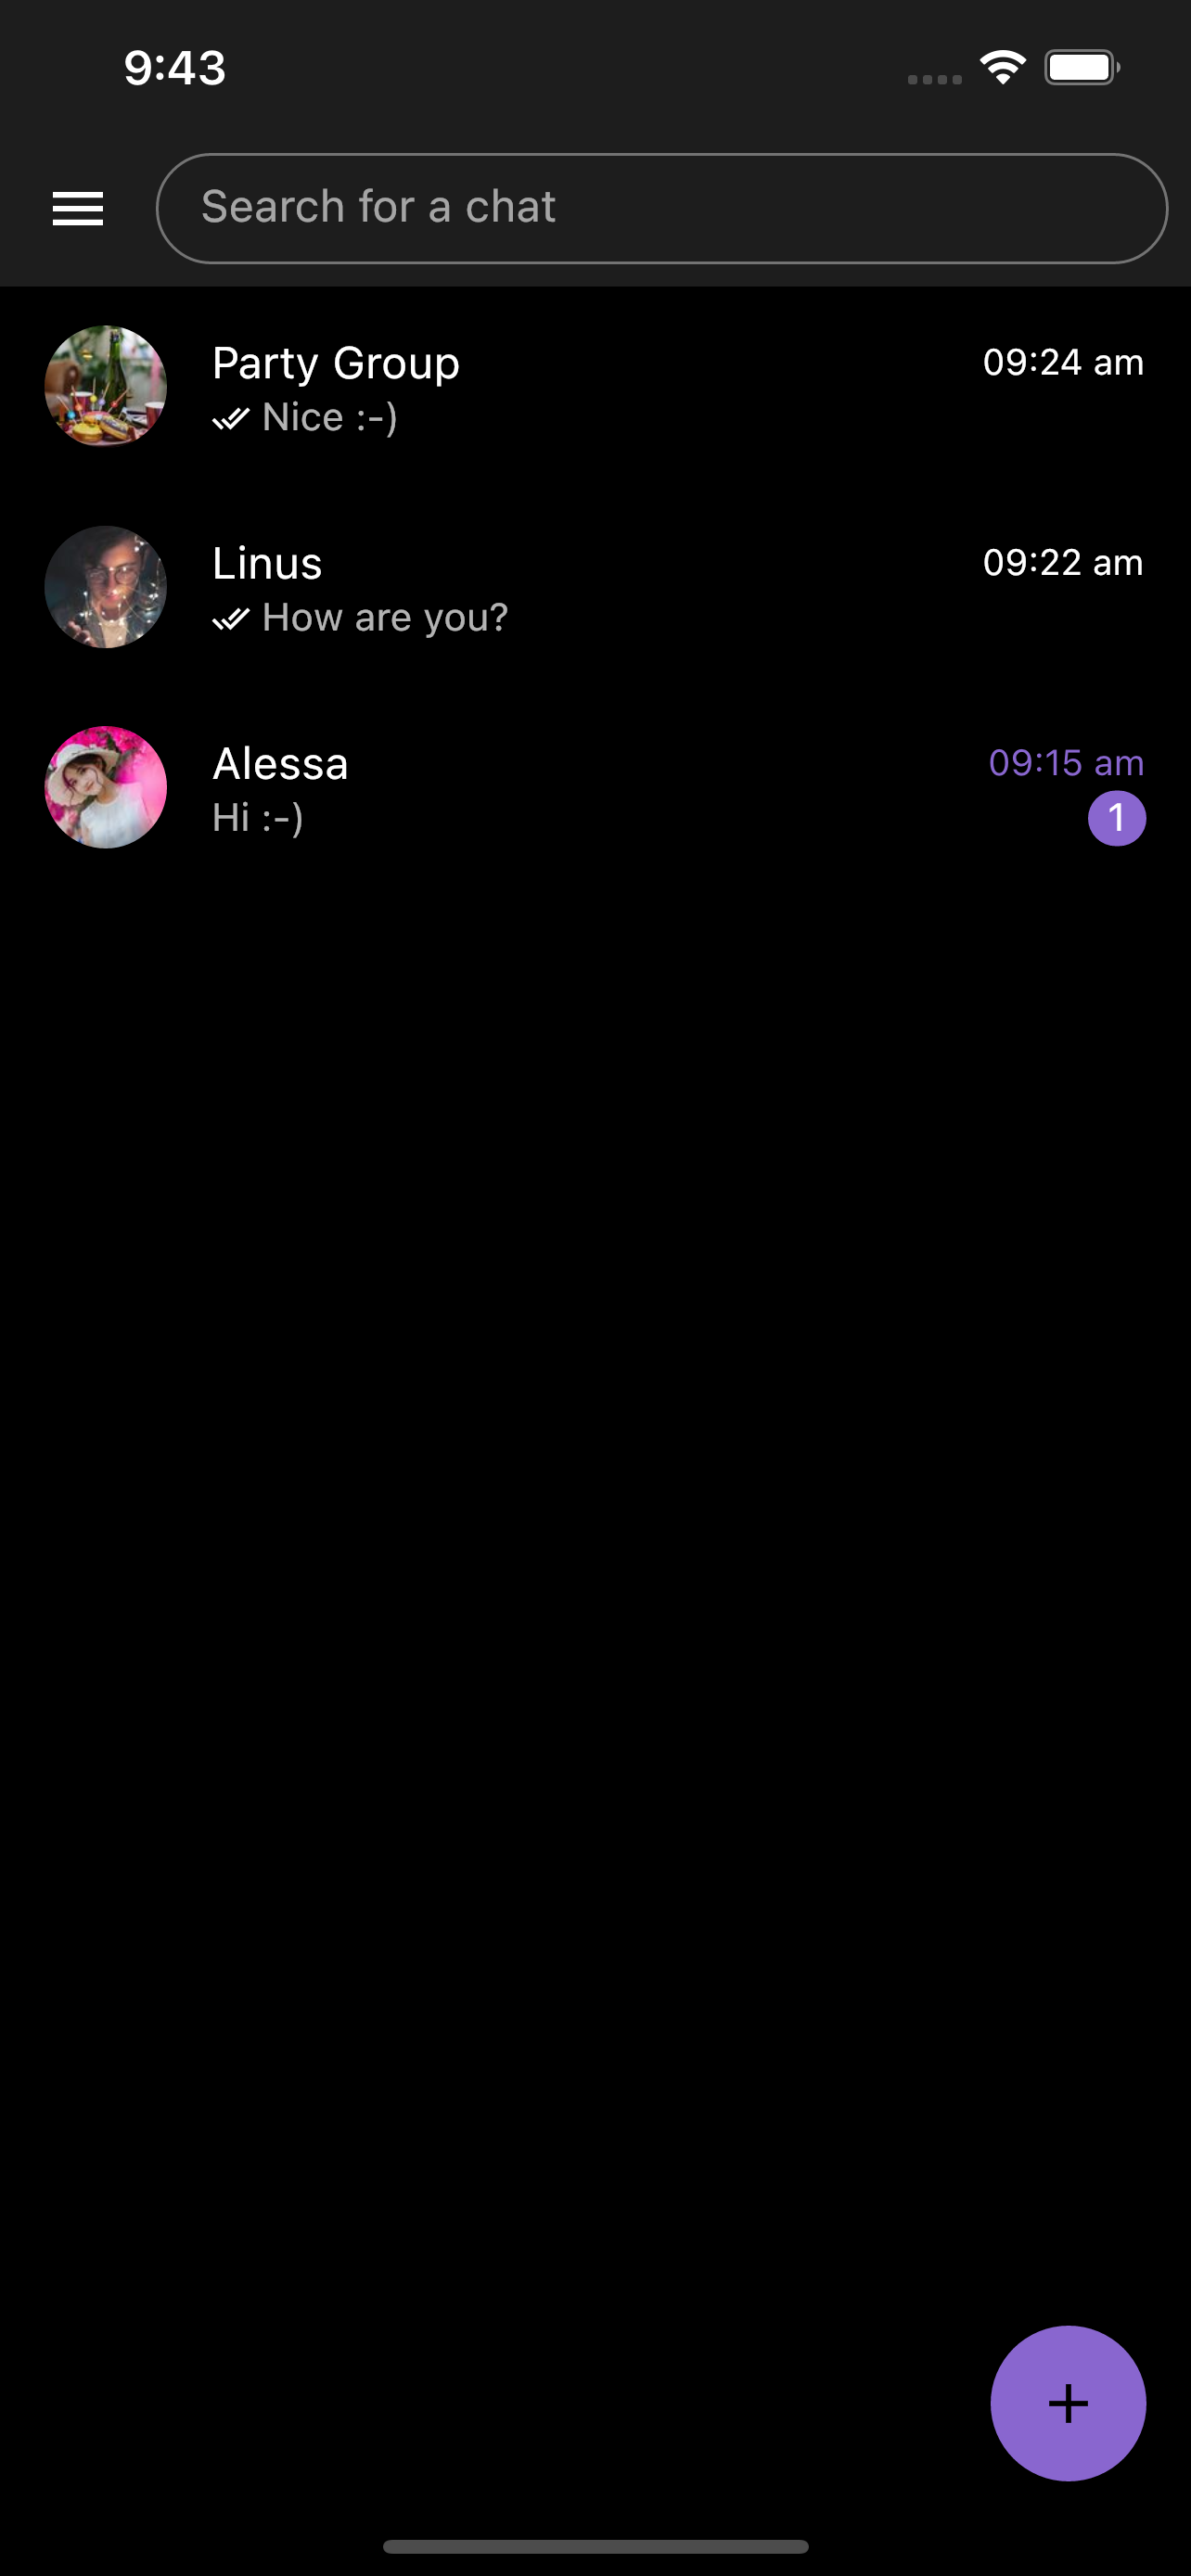 9:43
Search for a chat
Party Group
09:24 am
Nice :-)
Linus
09:22 am
How are you?
Alessa
09:15 am
Hi :-)
1